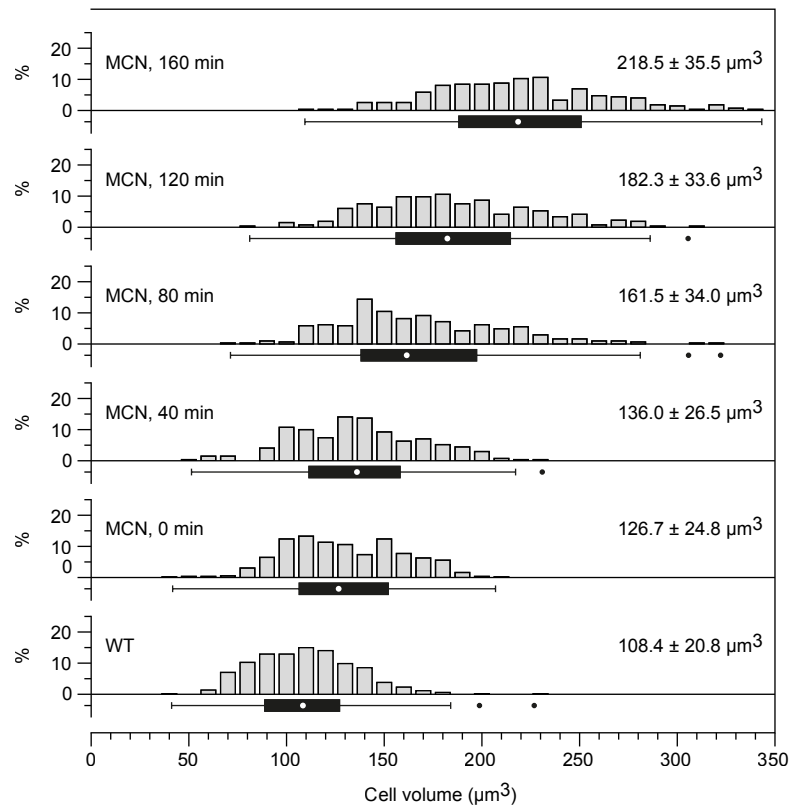 20
10
0
%
MCN, 160 min
218.5 ± 35.5 µm³
20
10
0
%
MCN, 120 min
182.3 ± 33.6 µm³
20
10
0
%
MCN, 80 min
161.5 ± 34.0 µm³
20
10
0
%
MCN, 40 min
136.0 ± 26.5 µm³
20
10
0
%
MCN, 0 min
126.7 ± 24.8 µm³
20
10
0
%
WT
108.4 ± 20.8 µm³
0 50 100 150 200 250 300 350
Cell volume (µm³)